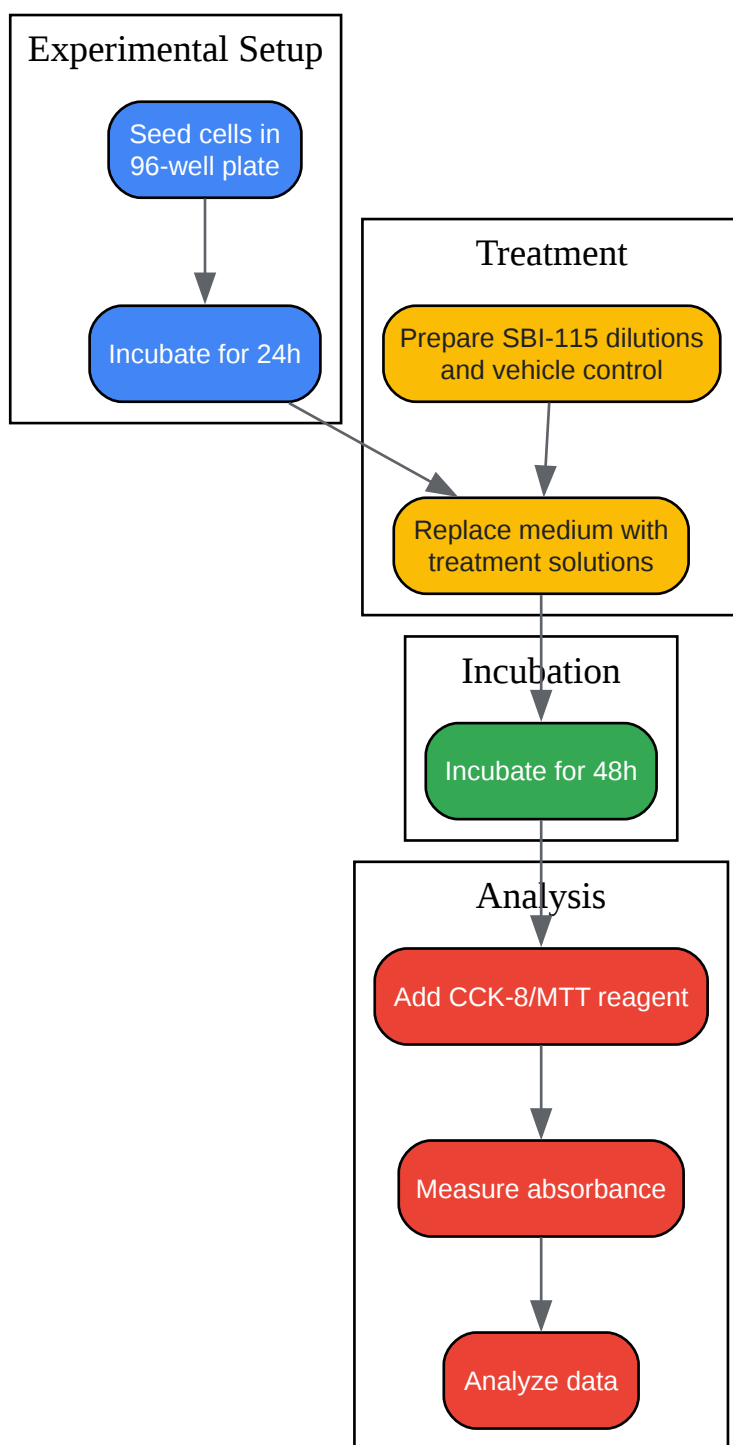 Experimental Setup
Seed cells in
96-well plate
Incubate for 24h
Treatment
Prepare SBI-115 dilutions
and vehicle control
Replace medium with
treatment solutions
Incubation
Incubate for 48h
Analysis
Add CCK-8/MTT reagent
Measure absorbance
Analyze data